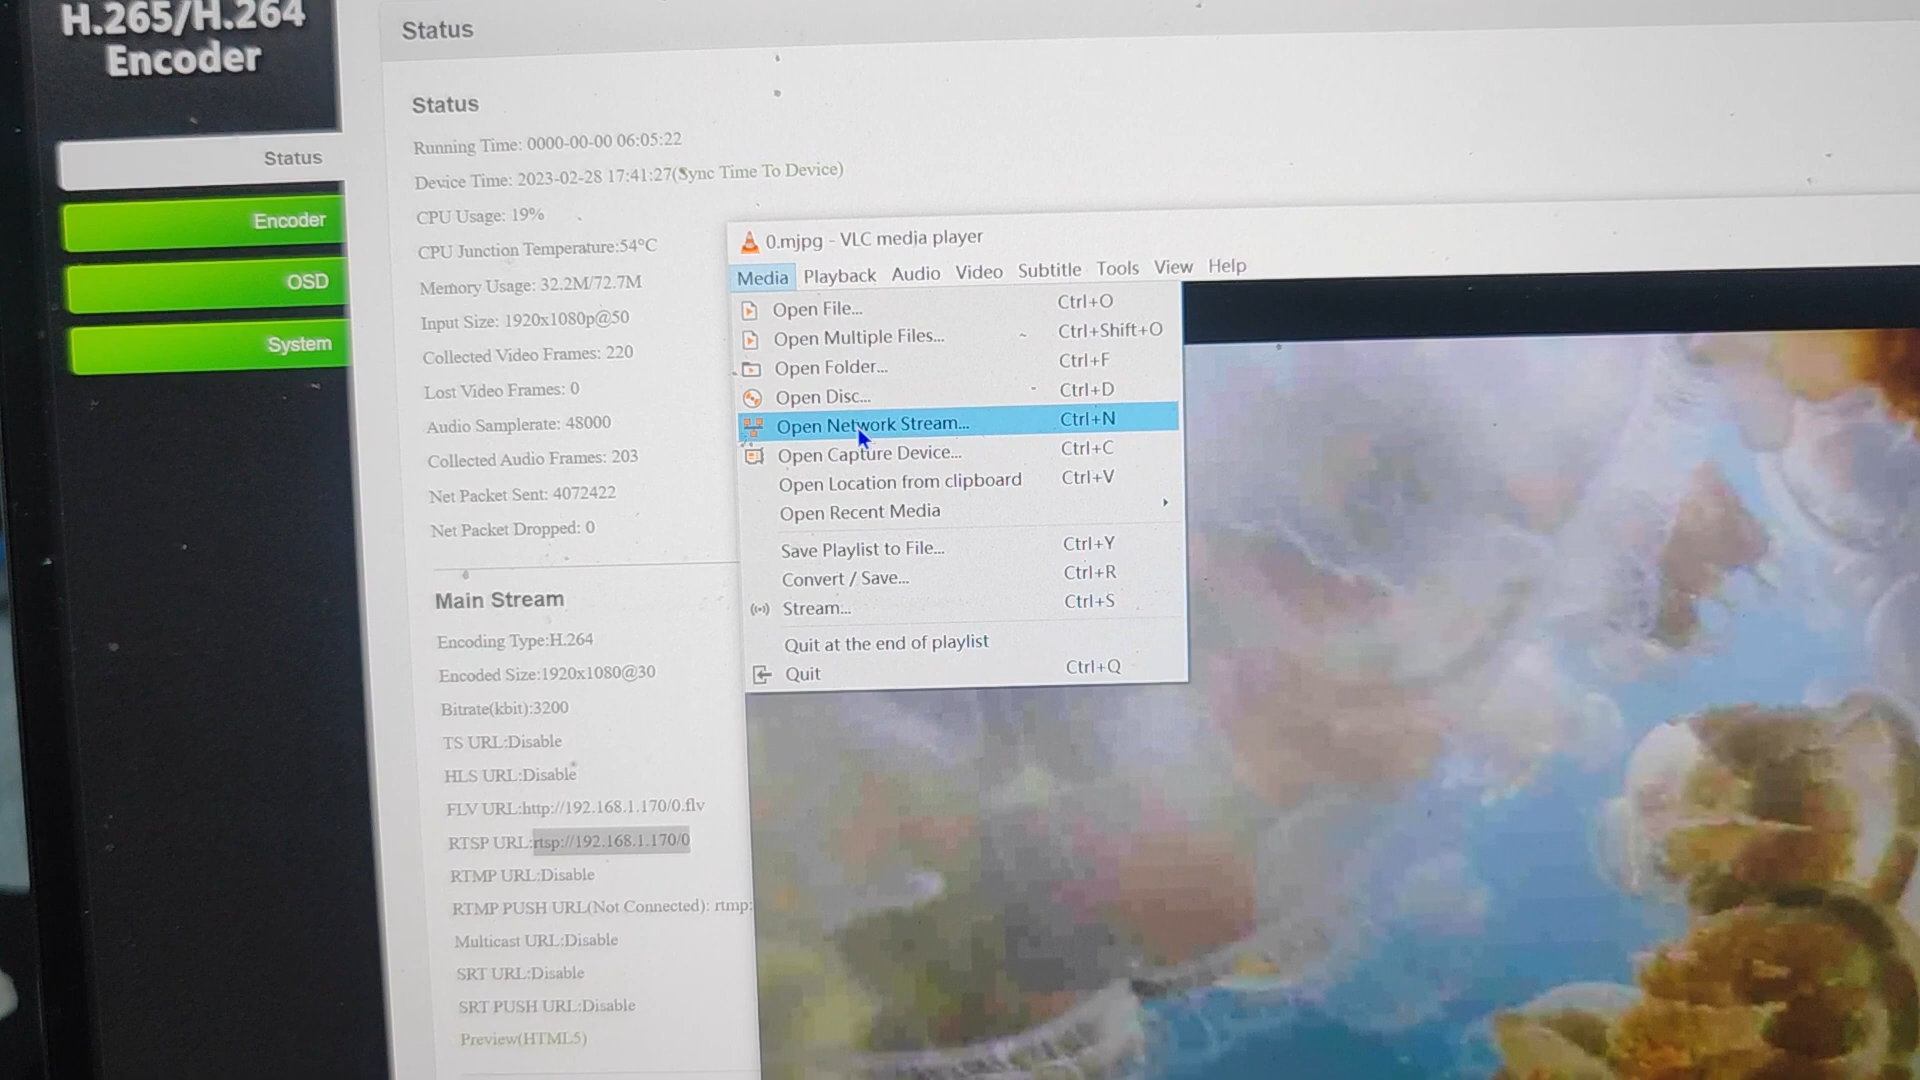 H.265/H.264
Encoder
Status
Encoder
OSD
System
Status
Status
Running Time: 0000-00-00 06:05:22
Device Time: 2023-02-28 17:41:27(Sync Time To Device)
CPU Usage: 19%
CPU Junction Temperature:54°C
Memory Usage: 32.2M/72.7M
Input Size: 1920x1080p@50
Collected Video Frames: 220
Lost Video Frames: 0
Audio Samplerate: 48000
Collected Audio Frames: 203
Net Packet Sent: 4072422
Net Packet Dropped: 0
Main Stream
Encoding Type:H.264
Encoded Size:1920x1080@30
Bitrate(kbit):3200
TS URL:Disable
HLS URL:Disable
FLV URL:http://192.168.1.170/0.flv
RTSP URL:rtsp://192.168.1.170/0
RTMP URL:Disable
RTMP PUSH URL(Not Connected): rtmp:
Multicast URL:Disable
SRT URL:Disable
SRT PUSH URL:Disable
Preview(HTML5)
0.mjpg - VLC media player
Media Playback Audio Video Subtitle Tools View Help
Open File... Ctrl+O
Open Multiple Files... Ctrl+Shift+O
Open Folder... Ctrl+F
Open Disc... Ctrl+D
Open Network Stream... Ctrl+N
Open Capture Device... Ctrl+C
Open Location from clipboard Ctrl+V
Open Recent Media
Save Playlist to File... Ctrl+Y
Convert / Save... Ctrl+R
Stream... Ctrl+S
Quit at the end of playlist
Quit Ctrl+Q